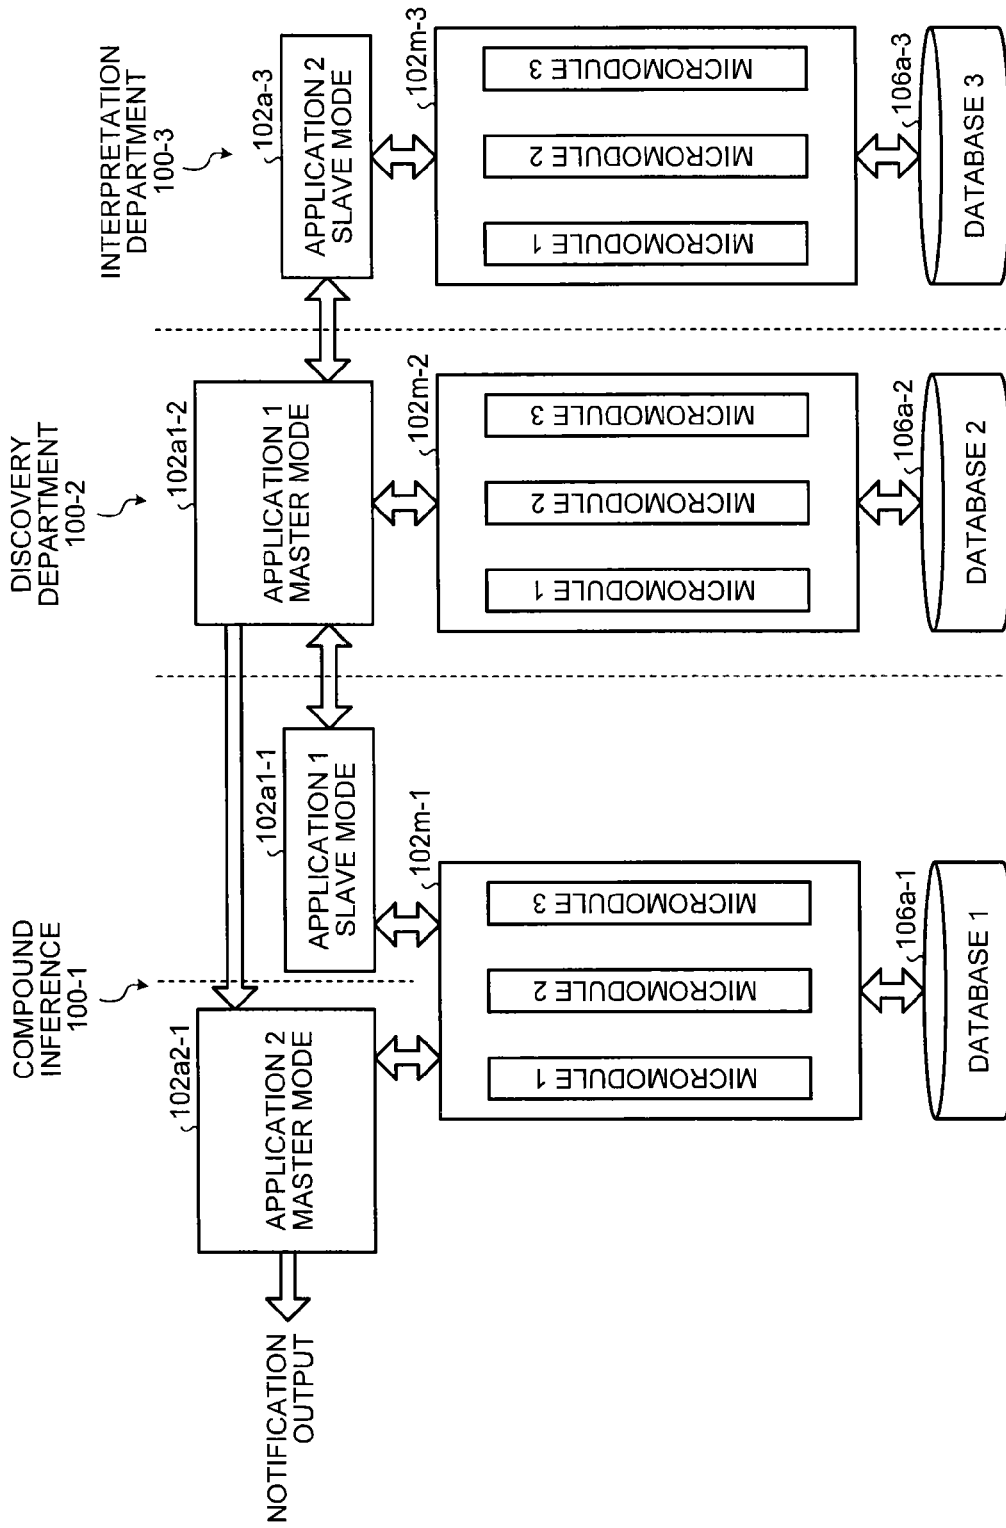 COMPOUND
INFERENCE
100-1
DISCOVERY
DEPARTMENT
100-2
INTERPRETATION
DEPARTMENT
100-3
NOTIFICATION
OUTPUT
102a2-1
APPLICATION 2
MASTER MODE
102a1-1
APPLICATION 1
SLAVE MODE
102a1-2
APPLICATION 1
MASTER MODE
102a-3
APPLICATION 2
SLAVE MODE
102m-1
MICROMODULE 1
MICROMODULE 2
MICROMODULE 3
102m-2
MICROMODULE 1
MICROMODULE 2
MICROMODULE 3
102m-3
MICROMODULE 1
MICROMODULE 2
MICROMODULE 3
106a-1
DATABASE 1
106a-2
DATABASE 2
106a-3
DATABASE 3